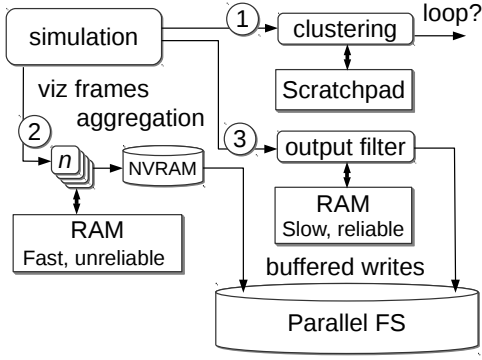 loop?
1
simulation
clustering
Scratchpad
viz frames
aggregation
2
3
n
NVRAM
output filter
RAM
Fast, unreliable
RAM
Slow, reliable
buffered writes
Parallel FS